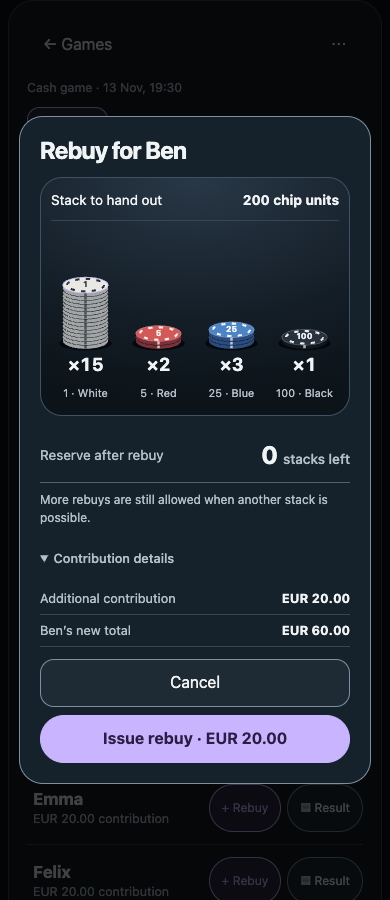 ← Games ...
Cash game · 13 Nov, 19:30
Rebuy for Ben
Stack to hand out 200 chip units
1 5 25 100
×15 ×2 ×3 ×1
1 · White 5 · Red 25 · Blue 100 · Black
Reserve after rebuy 0 stacks left
More rebuys are still allowed when another stack is
possible.
▼ Contribution details
Additional contribution EUR 20.00
Ben's new total EUR 60.00
Cancel
Issue rebuy · EUR 20.00
Emma
EUR 20.00 contribution
+ Rebuy Result
Felix
EUR 20.00 contribution
+ Rebuy Result